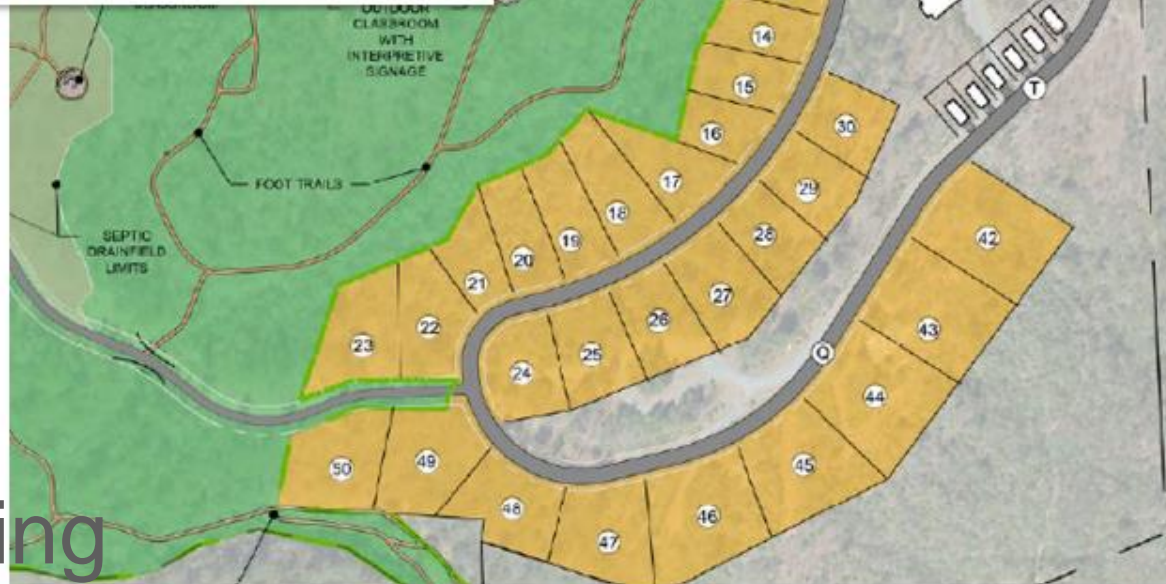 OUTDOOR
CLASSROOM
WITH
INTERPRETIVE
SIGNAGE
14
15
16
30
T
17
29
FOOT TRAILS
18
28
42
19
SEPTIC
DRAINFIELD
LIMITS
20
21
27
26
43
22
23
25
Q
24
44
50
49
45
48
46
47
ing